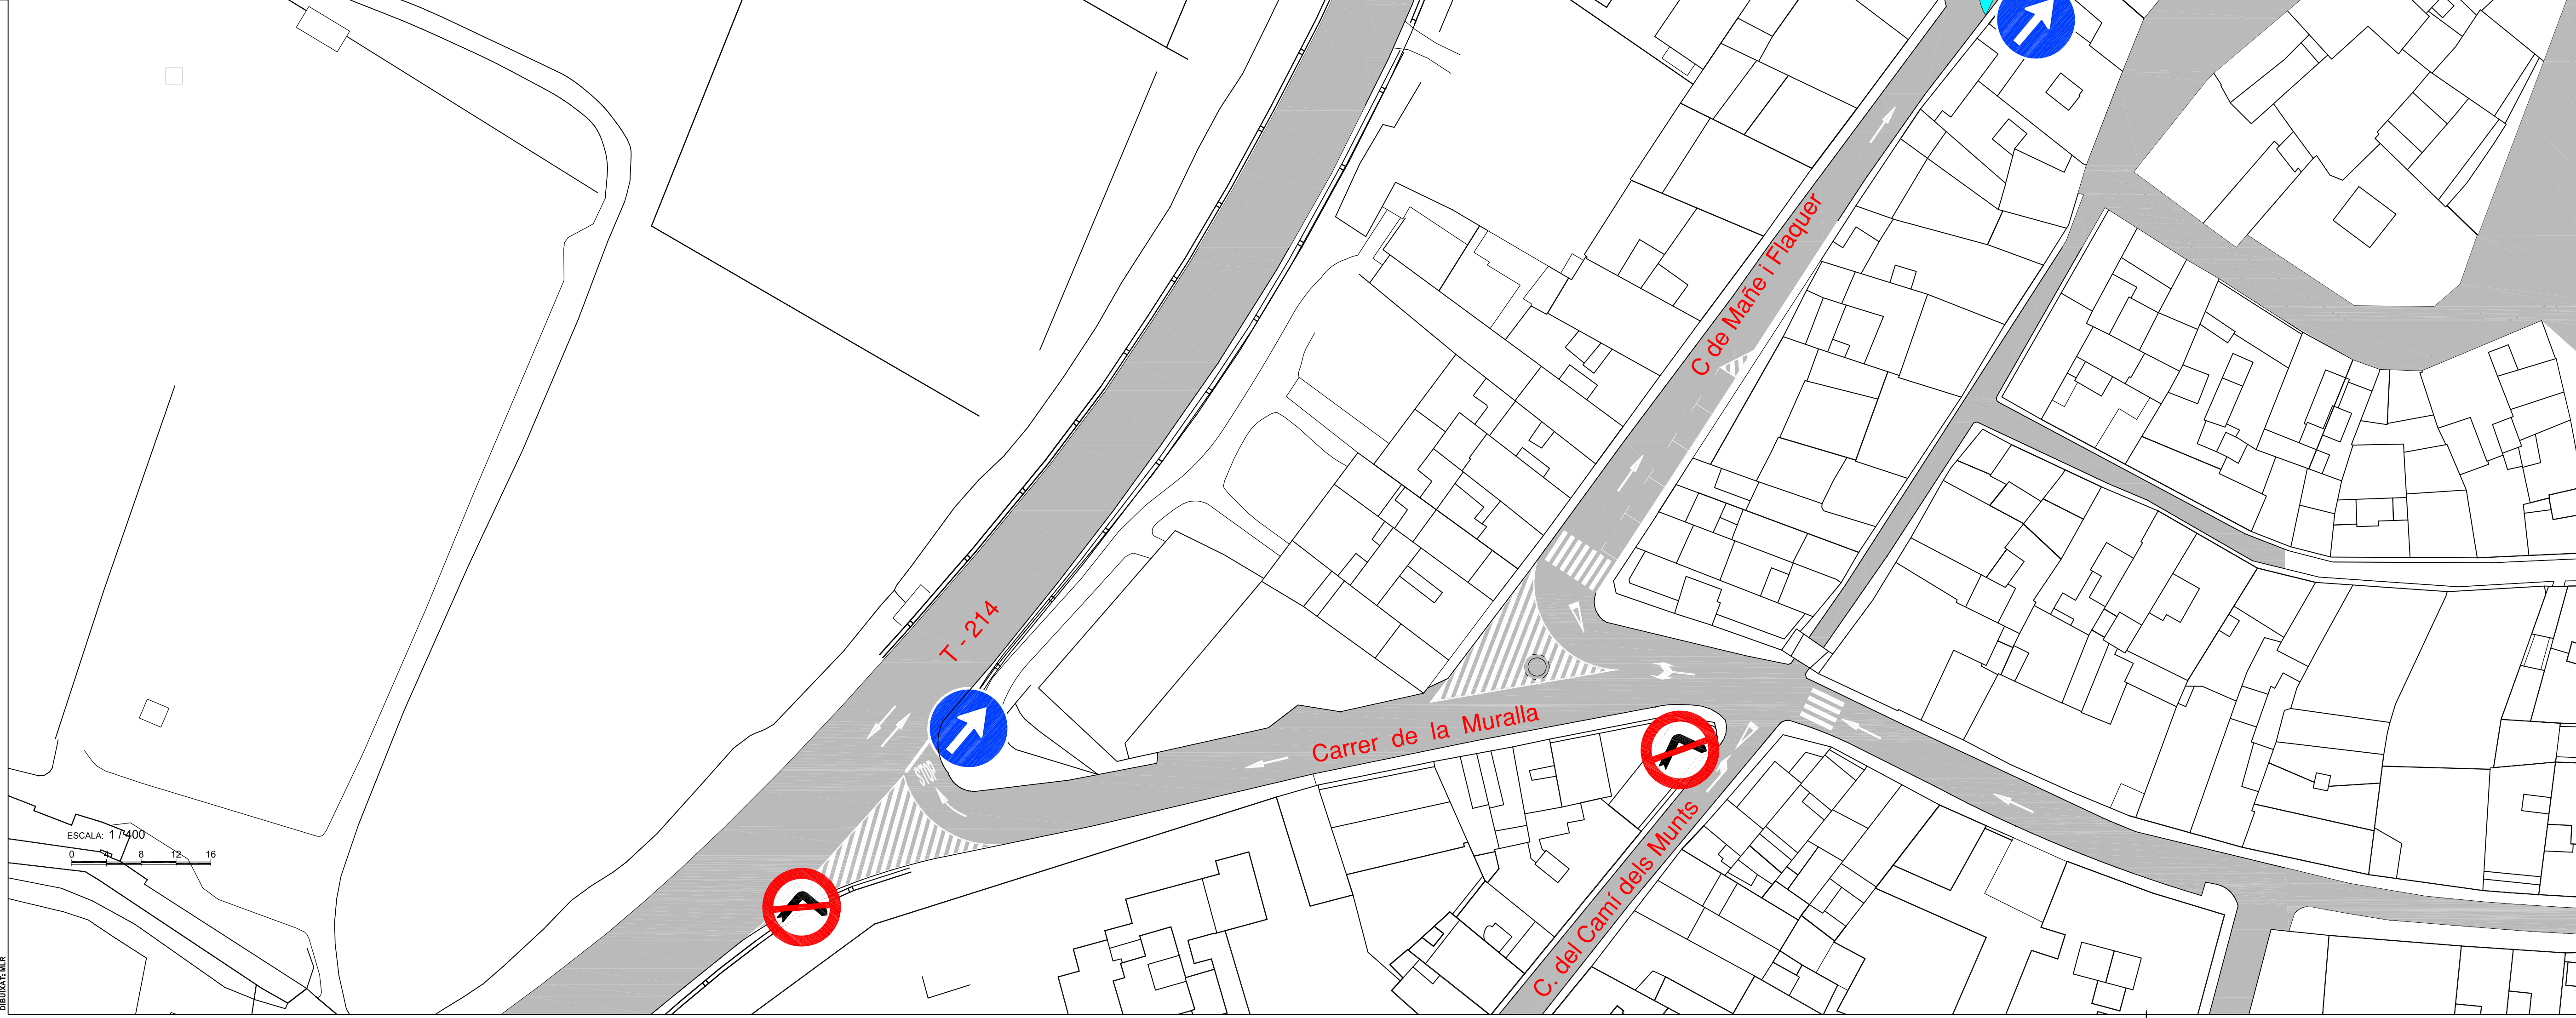 C de Mañe i Flaquer
T - 214
STOP
Carrer de la Muralla
C. del Camí dels Munts
ESCALA: 1 / 400
0 4 8 12 16
DIBUIXAT: MLR